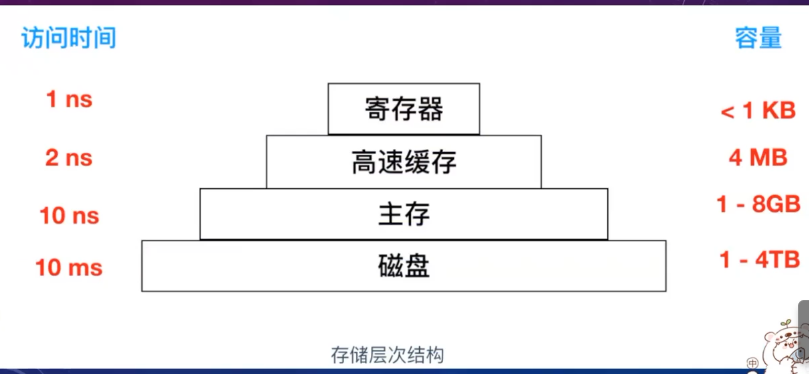 访问时间
容量
1 ns
寄存器
< 1 KB
2 ns
高速缓存
4 MB
10 ns
主存
1 - 8GB
10 ms
磁盘
1 - 4TB
存储层次结构
中